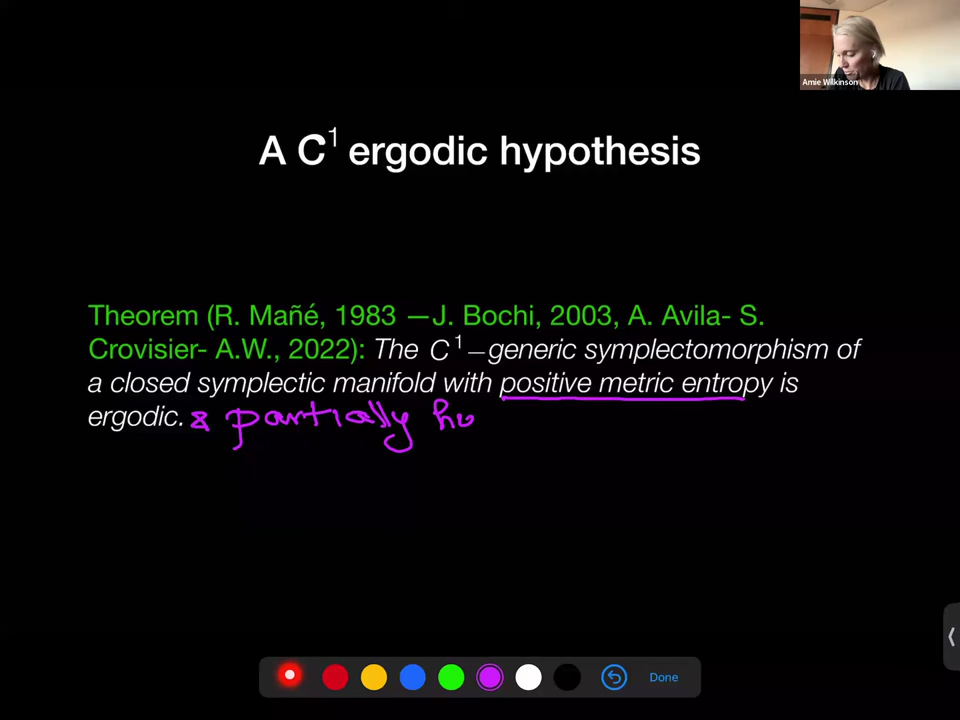 Amie Wilkinson
A C¹ ergodic hypothesis
Theorem (R. Mañé, 1983 —J. Bochi, 2003, A. Avila- S.
Crovisier- A.W., 2022): The C¹–generic symplectomorphism of
a closed symplectic manifold with positive metric entropy is
ergodic. & partially
Done